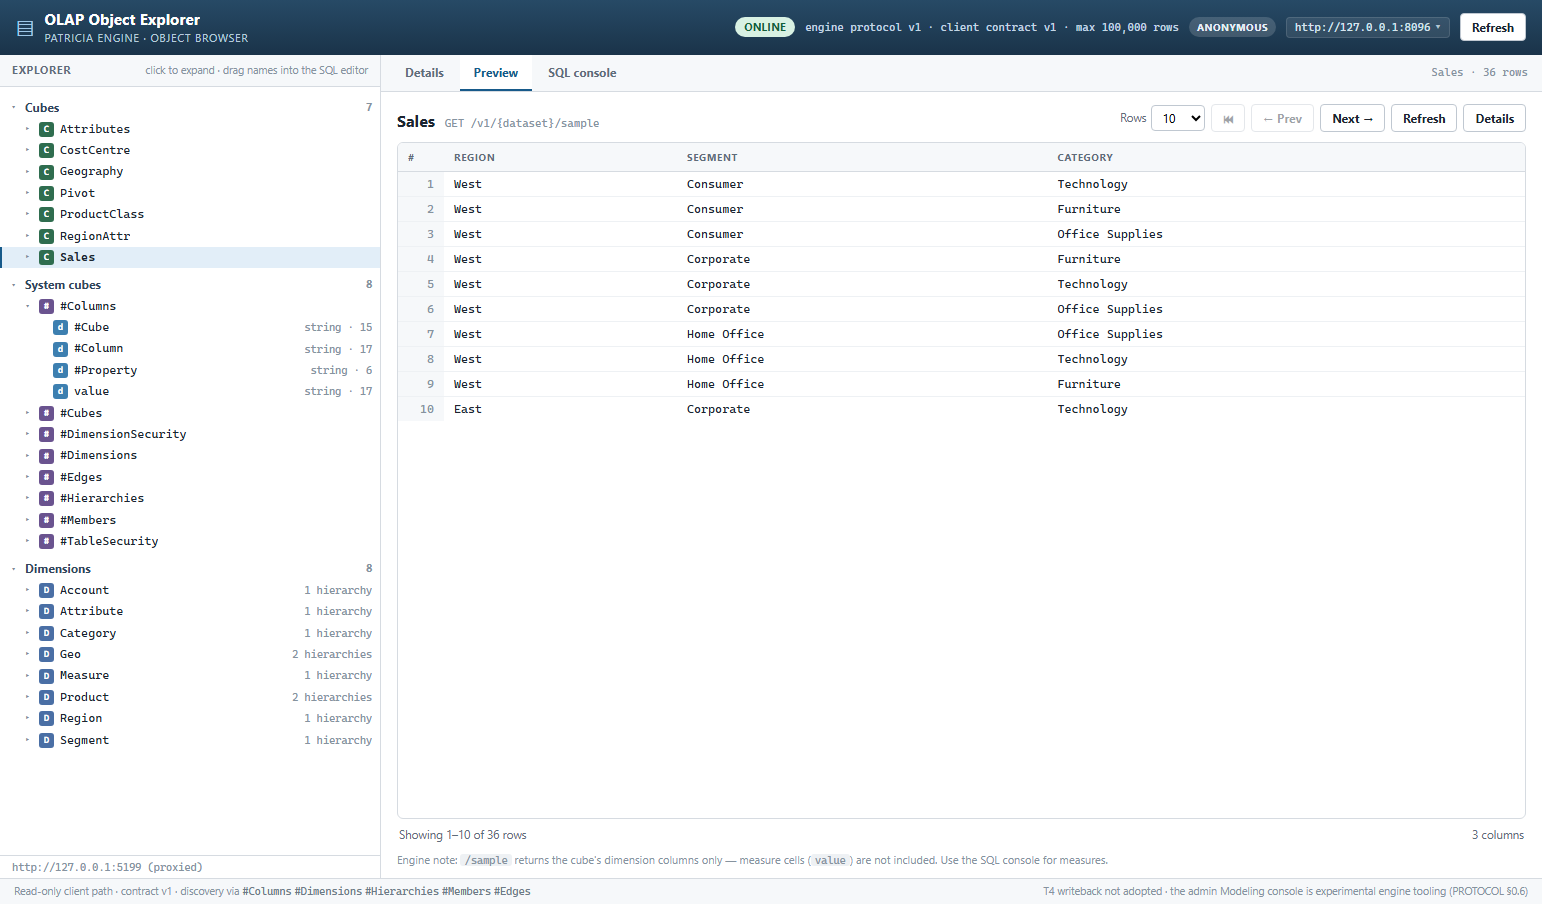 OLAP Object Explorer
PATRICIA ENGINE · OBJECT BROWSER
ONLINE engine protocol v1 · client contract v1 · max 100,000 rows ANONYMOUS http://127.0.0.1:8096 Refresh
EXPLORER click to expand · drag names into the SQL editor
Cubes 7
C Attributes
C CostCentre
C Geography
C Pivot
C ProductClass
C RegionAttr
C Sales
System cubes 8
# #Columns
d #Cube string · 15
d #Column string · 17
d #Property string · 6
d value string · 17
# #Cubes
# #DimensionSecurity
# #Dimensions
# #Edges
# #Hierarchies
# #Members
# #TableSecurity
Dimensions 8
D Account 1 hierarchy
D Attribute 1 hierarchy
D Category 1 hierarchy
D Geo 2 hierarchies
D Measure 1 hierarchy
D Product 2 hierarchies
D Region 1 hierarchy
D Segment 1 hierarchy
http://127.0.0.1:5199 (proxied)
Details Preview SQL console Sales · 36 rows
Sales GET /v1/{dataset}/sample Rows 10 ⏮ ← Prev Next → Refresh Details
# REGION SEGMENT CATEGORY
1 West Consumer Technology
2 West Consumer Furniture
3 West Consumer Office Supplies
4 West Corporate Furniture
5 West Corporate Technology
6 West Corporate Office Supplies
7 West Home Office Office Supplies
8 West Home Office Technology
9 West Home Office Furniture
10 East Corporate Technology
Showing 1–10 of 36 rows 3 columns
Engine note: /sample returns the cube's dimension columns only — measure cells (value) are not included. Use the SQL console for measures.
Read-only client path · contract v1 · discovery via #Columns #Dimensions #Hierarchies #Members #Edges T4 writeback not adopted · the admin Modeling console is experimental engine tooling (PROTOCOL §0.6)